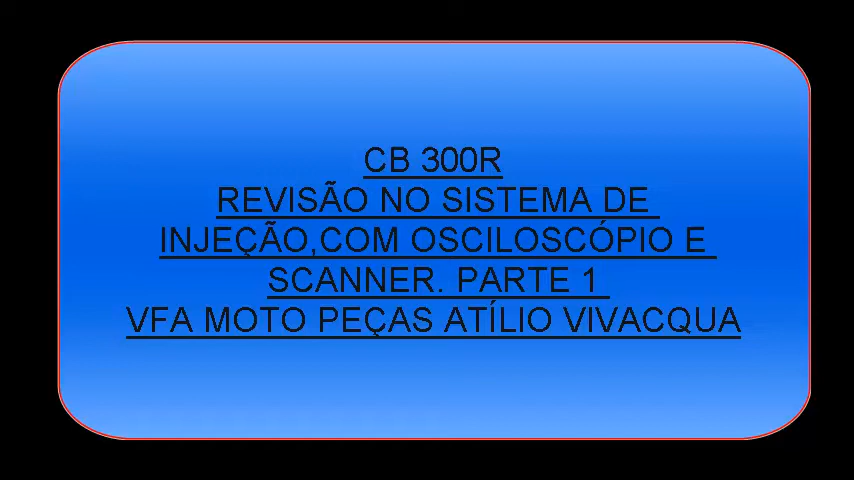 CB 300R
REVISÃO NO SISTEMA DE
INJEÇÃO,COM OSCILOSCÓPIO E
SCANNER. PARTE 1
VFA MOTO PEÇAS ATÍLIO VIVACQUA